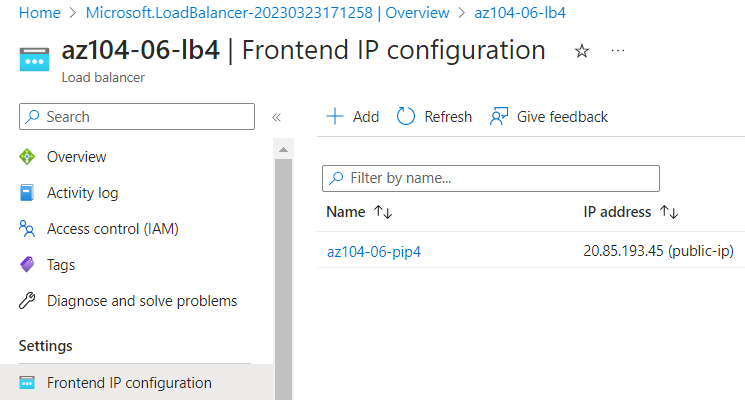 Home > Microsoft.LoadBalancer-20230323171258 | Overview > az104-06-lb4
az104-06-lb4 | Frontend IP configuration
Load balancer
Search
Overview
Activity log
Access control (IAM)
Tags
Diagnose and solve problems
Settings
Frontend IP configuration
Add Refresh Give feedback
Filter by name...
Name IP address
az104-06-pip4 20.85.193.45 (public-ip)